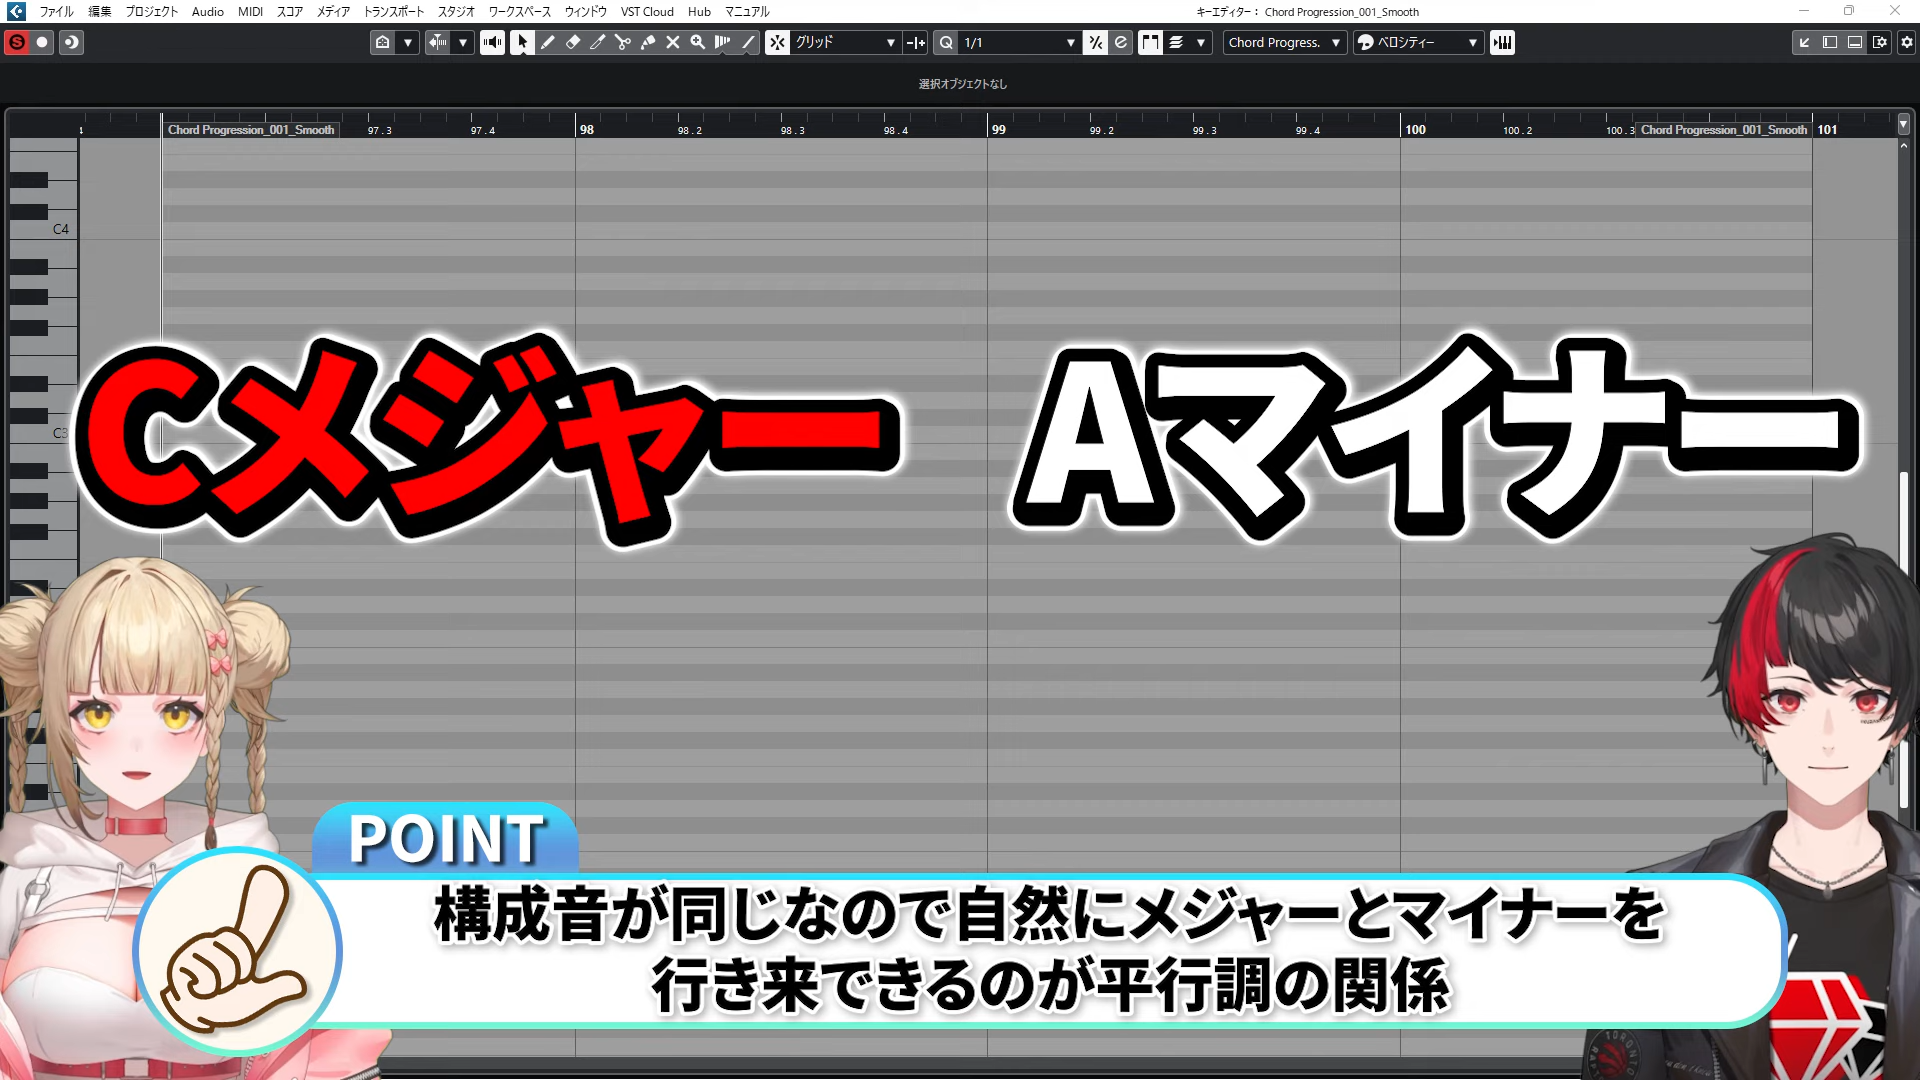 ファイル 編集 プロジェクト Audio MIDI スコア メディア トランスポート スタジオ ワークスペース ウィンドウ VST Cloud Hub マニュアル
キーエディター： Chord Progression_001_Smooth
S グリッド Q 1/1 Chord Progress. ベロシティー
選択オブジェクトなし
Chord Progression_001_Smooth 97.3 97.4 98 98.2 98.3 98.4 99 99.2 99.3 99.4 100 100.2 100.3 Chord Progression_001_Smooth 101
C4
C3
Cメジャー Aマイナー
POINT
構成音が同じなので自然にメジャーとマイナーを
行き来できるのが平行調の関係
TORONTO